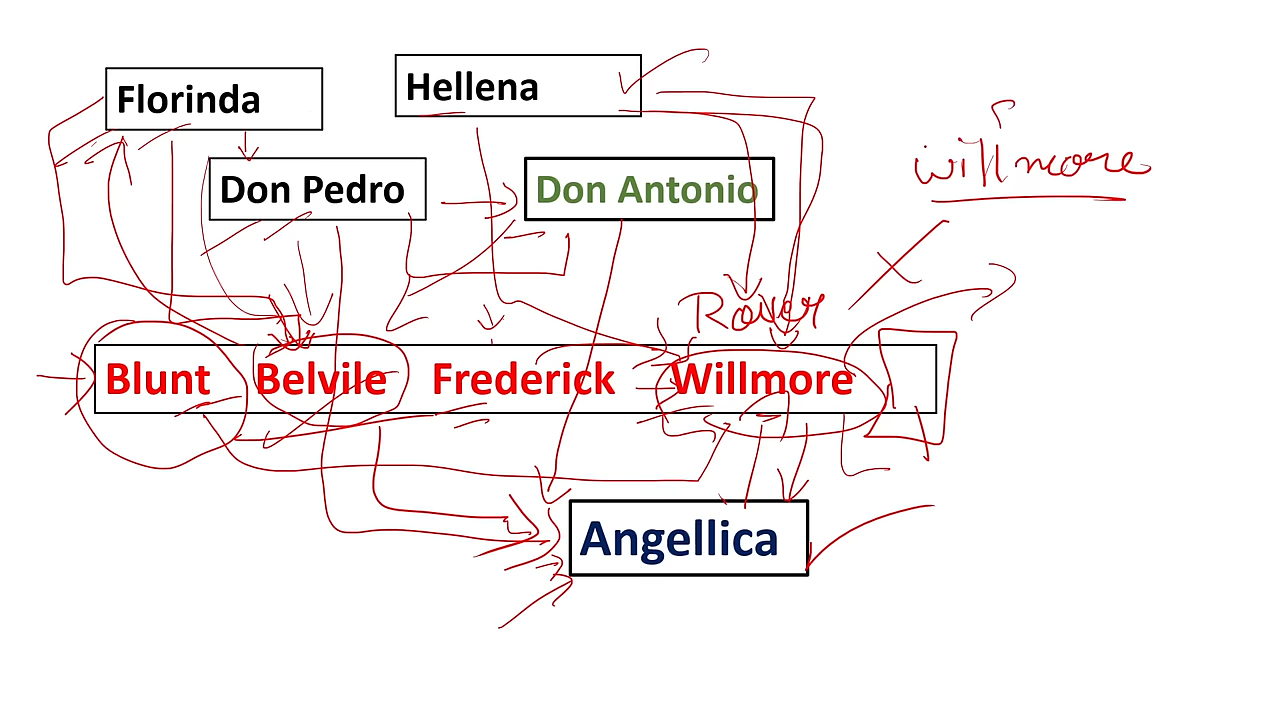 Florinda
Hellena
willmore
Don Pedro
Don Antonio
Rover
Blunt Belvile Frederick Willmore
Angellica